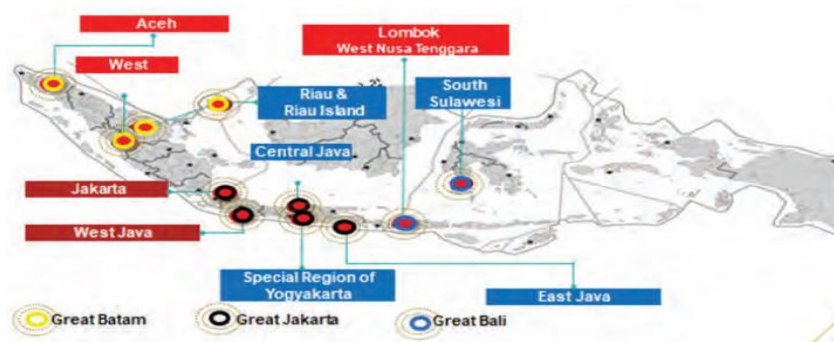 Aceh
West
Lombok
West Nusa Tenggara
Riau &
Riau Island
South
Sulawesi
Central Java
Jakarta
West Java
Special Region of
Yogyakarta
East Java
Great Batam
Great Jakarta
Great Bali